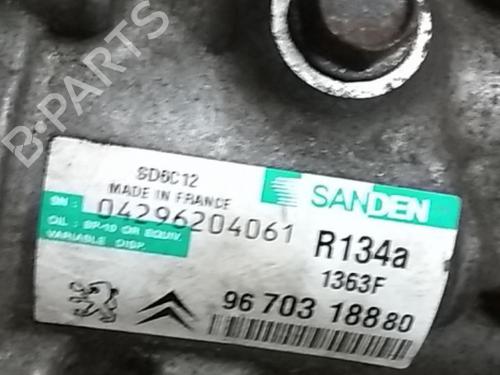 B-PARTS
SD6C12
MADE IN FRANCE
SANDEN
SN : 04296204061
R134a
OIL : SP-10 OR EQUIV.
VARIABLE DISP.
1363F
96 703 188 80